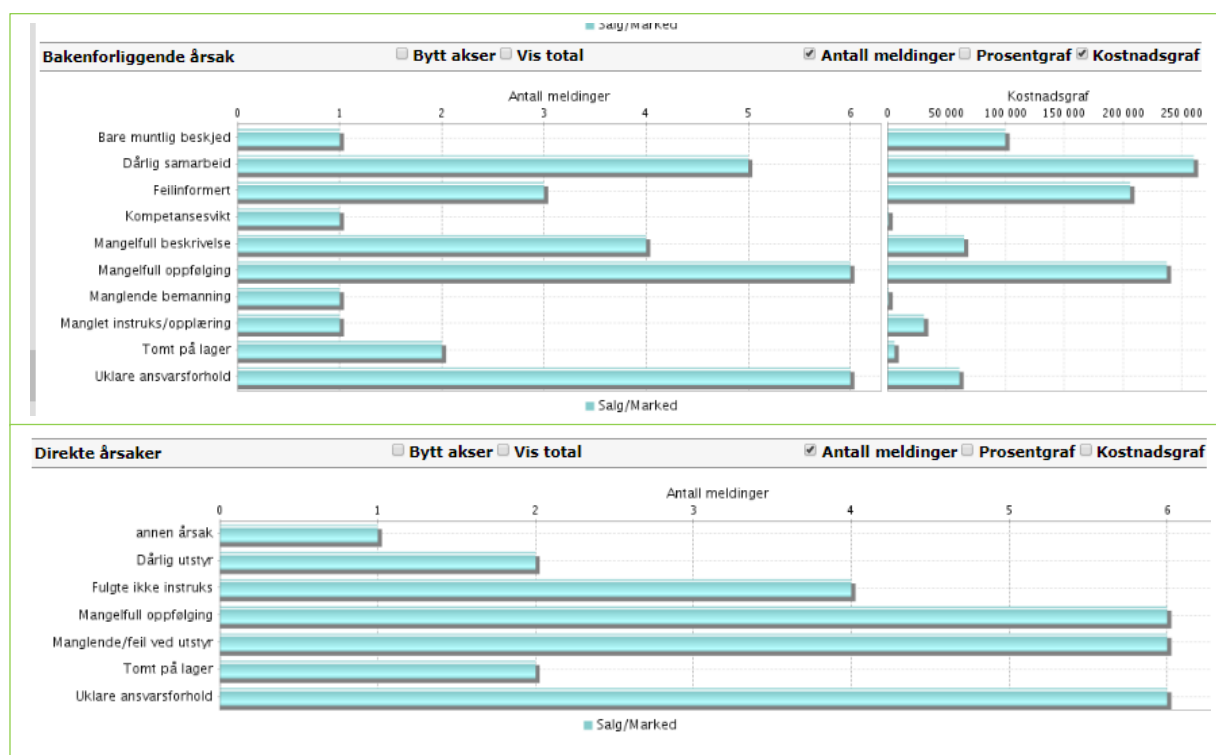 Salg/Marked
Bakenforliggende årsak Bytt akser Vis total Antall meldinger Prosentgraf Kostnadsgraf
Antall meldinger Kostnadsgraf
0 1 2 3 4 5 6 0 50 000 100 000 150 000 200 000 250 000
Bare muntlig beskjed
Dårlig samarbeid
Feilinformert
Kompetansesvikt
Mangelfull beskrivelse
Mangelfull oppfølging
Manglende bemanning
Manglet instruks/opplæring
Tomt på lager
Uklare ansvarsforhold
Salg/Marked
Direkte årsaker Bytt akser Vis total Antall meldinger Prosentgraf Kostnadsgraf
Antall meldinger
0 1 2 3 4 5 6
annen årsak
Dårlig utstyr
Fulgte ikke instruks
Mangelfull oppfølging
Manglende/feil ved utstyr
Tomt på lager
Uklare ansvarsforhold
Salg/Marked